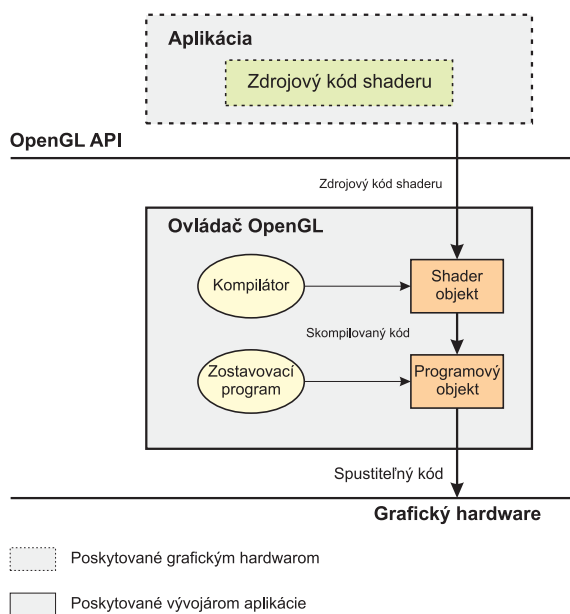 Aplikácia
Zdrojový kód shaderu
OpenGL API
Zdrojový kód shaderu
Ovládač OpenGL
Kompilátor
Shader
objekt
Skompilovaný kód
Zostavovací
program
Programový
objekt
Spustiteľný kód
Grafický hardware
Poskytované grafickým hardwarom
Poskytované vývojárom aplikácie